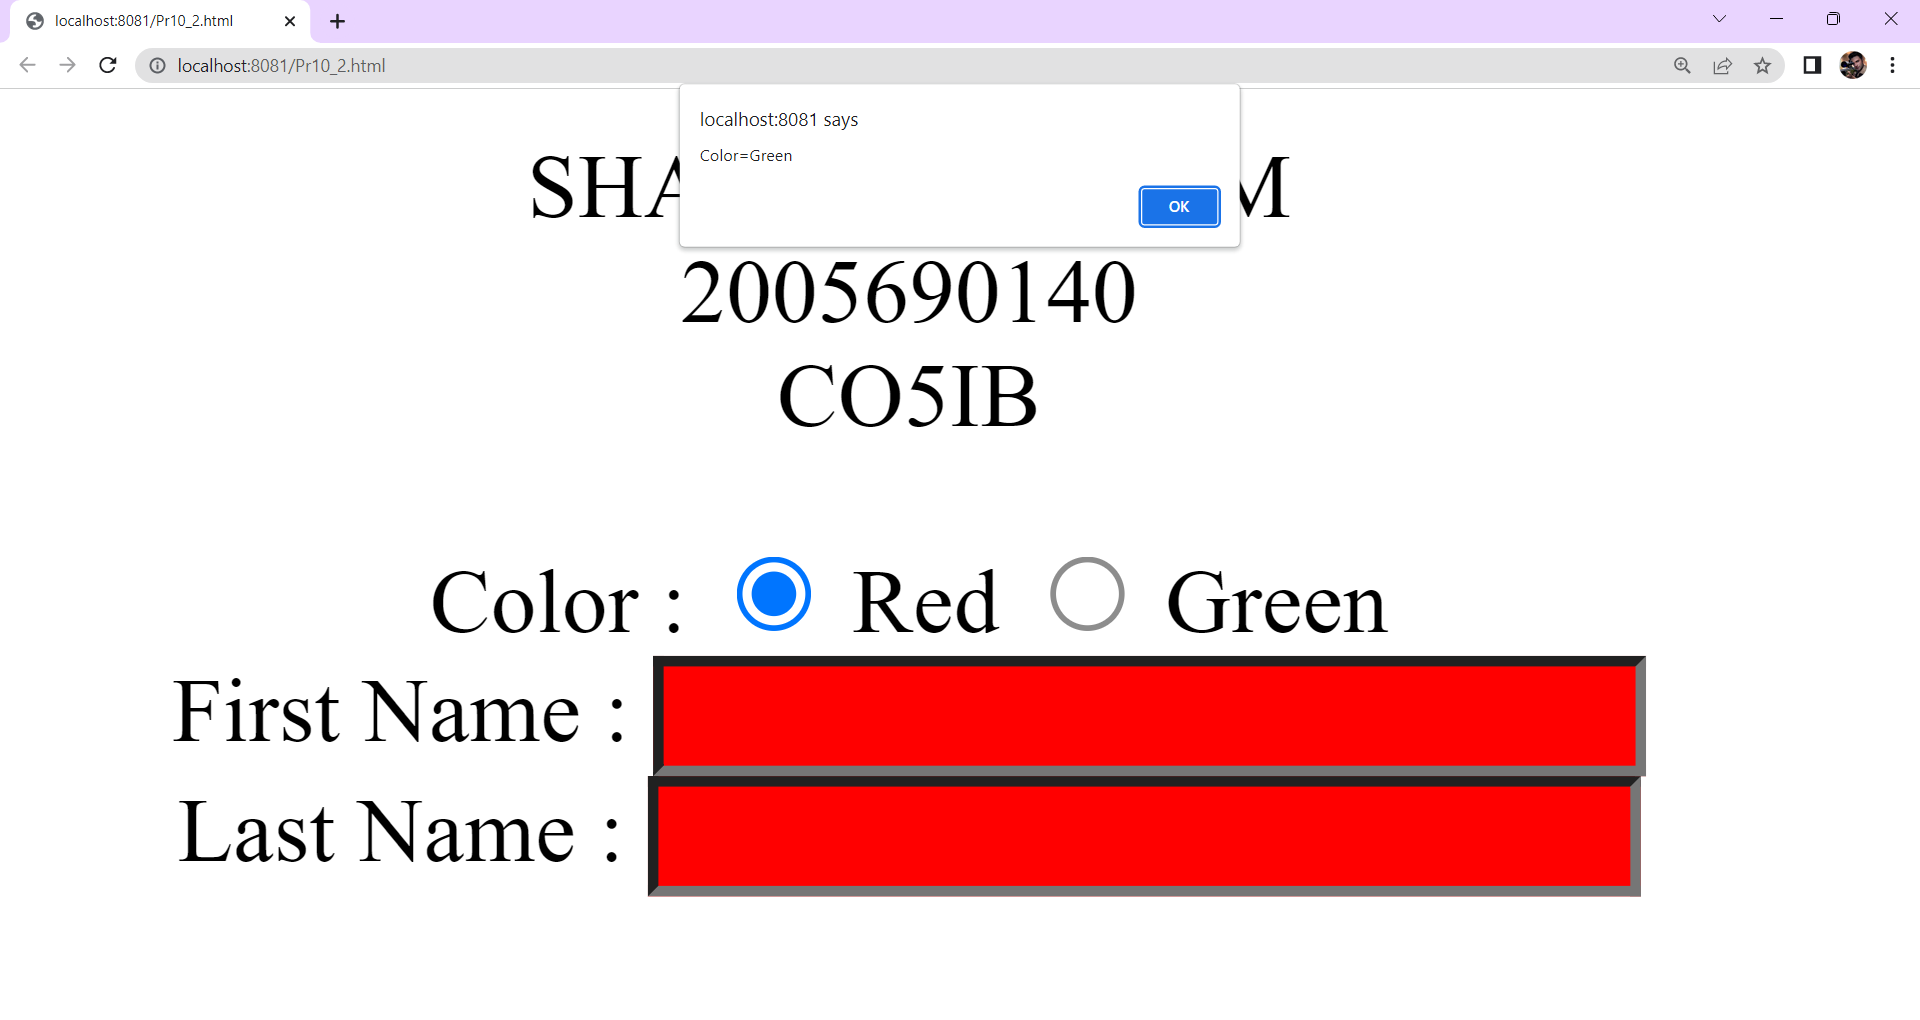 localhost:8081/Pr10_2.html
localhost:8081/Pr10_2.html
localhost:8081 says
Color=Green
OK
2005690140
CO5IB
Color : Red Green
First Name :
Last Name :